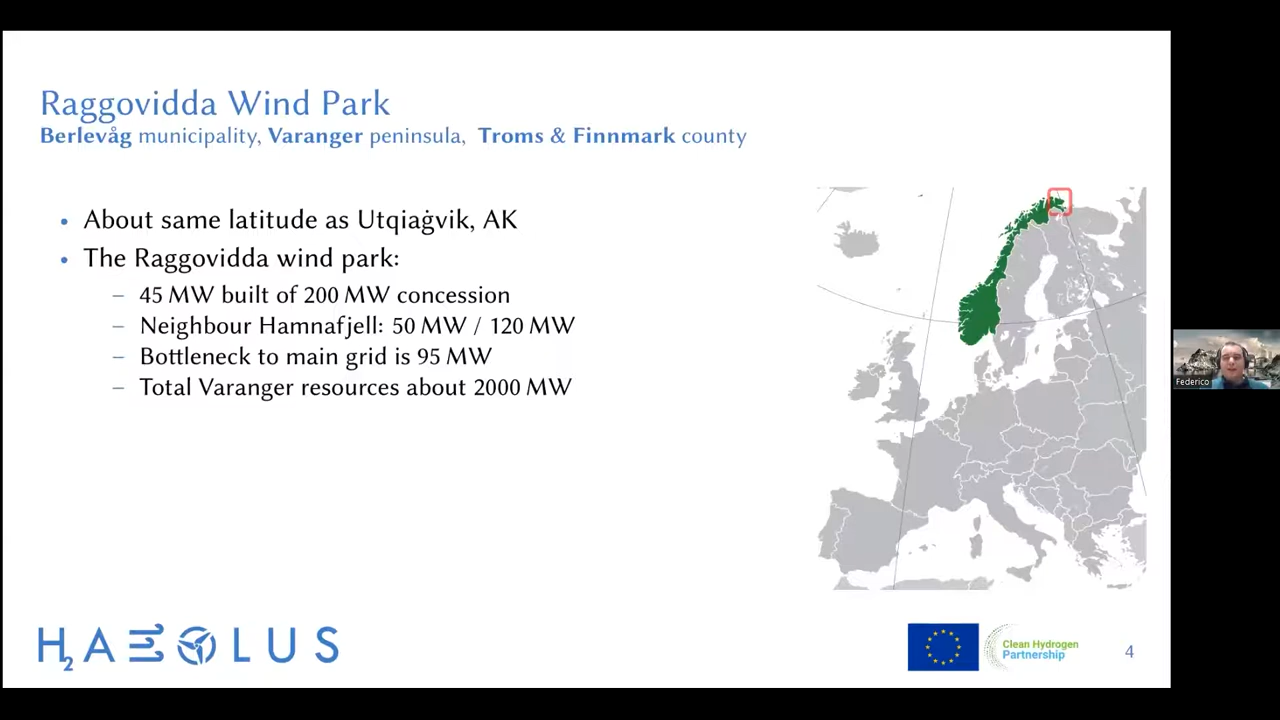 Raggovidda Wind Park
Berlevåg municipality, Varanger peninsula, Troms & Finnmark county
• About same latitude as Utqiaġvik, AK
• The Raggovidda wind park:
– 45 MW built of 200 MW concession
– Neighbour Hamnafjell: 50 MW / 120 MW
– Bottleneck to main grid is 95 MW
– Total Varanger resources about 2000 MW
Federico
H2AEOLUS
Clean Hydrogen
Partnership
4